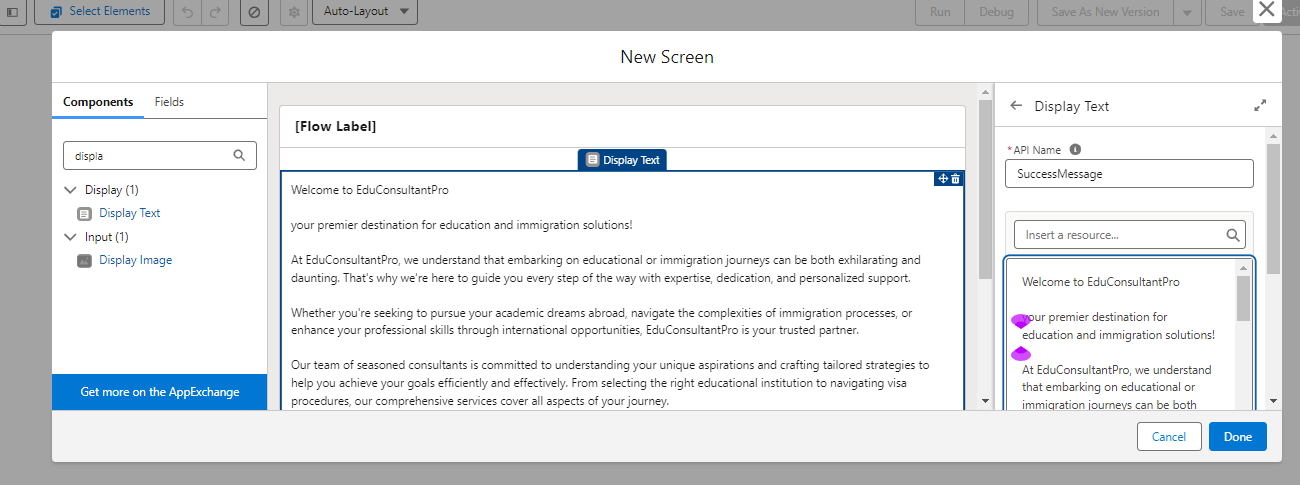 Select Elements
Auto-Layout
Run
Debug
Save As New Version
Save
New Screen
Components
Fields
displa
Display (1)
Display Text
Input (1)
Display Image
Get more on the AppExchange
[Flow Label]
Display Text
Welcome to EduConsultantPro
your premier destination for education and immigration solutions!
At EduConsultantPro, we understand that embarking on educational or immigration journeys can be both exhilarating and
daunting. That's why we're here to guide you every step of the way with expertise, dedication, and personalized support.
Whether you're seeking to pursue your academic dreams abroad, navigate the complexities of immigration processes, or
enhance your professional skills through international opportunities, EduConsultantPro is your trusted partner.
Our team of seasoned consultants is committed to understanding your unique aspirations and crafting tailored strategies to
help you achieve your goals efficiently and effectively. From selecting the right educational institution to navigating visa
procedures, our comprehensive services cover all aspects of your journey.
Display Text
*API Name
SuccessMessage
Insert a resource...
Welcome to EduConsultantPro
your premier destination for
education and immigration solutions!
At EduConsultantPro, we understand
that embarking on educational or
immigration journeys can be both
Cancel
Done